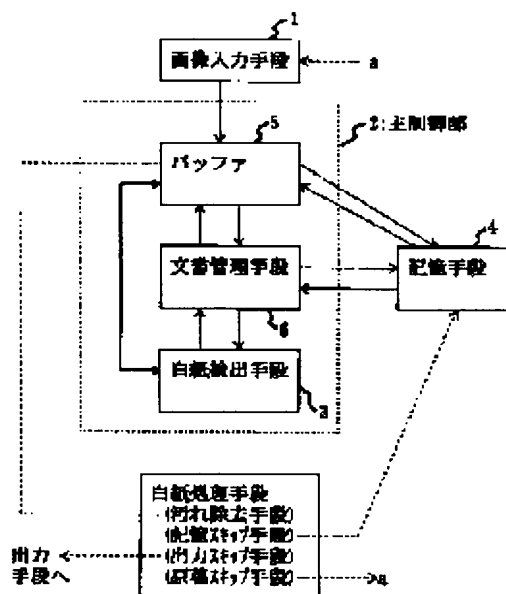 1
画像入力手段
a
5
2:主制御部
バッファ
4
文書管理手段
記憶手段
6
白紙検出手段
3
白紙処理手段
(汚れ除去手段)
(記憶スキップ手段)
出力
手段へ
(出力スキップ手段)
(原稿スキップ手段)
a